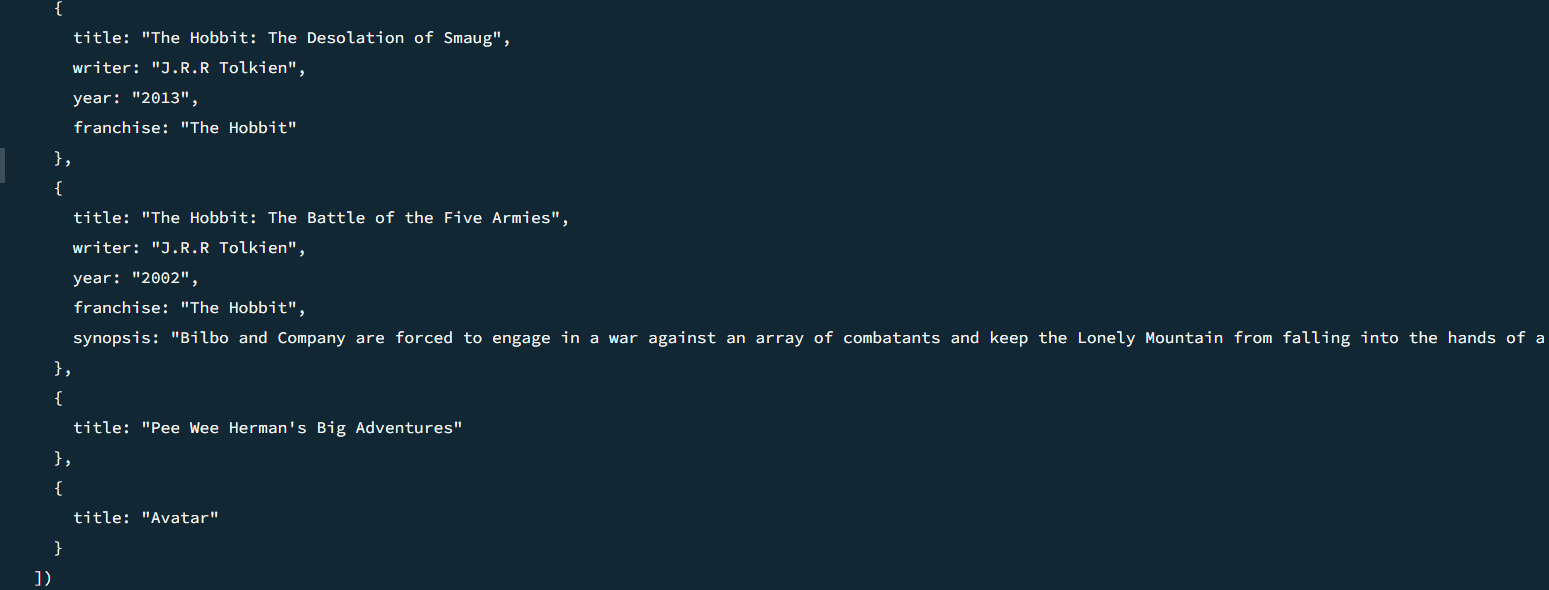 {
title: "The Hobbit: The Desolation of Smaug",
writer: "J.R.R Tolkien",
year: "2013",
franchise: "The Hobbit"
},
{
title: "The Hobbit: The Battle of the Five Armies",
writer: "J.R.R Tolkien",
year: "2002",
franchise: "The Hobbit",
synopsis: "Bilbo and Company are forced to engage in a war against an array of combatants and keep the Lonely Mountain from falling into the hands of a
},
{
title: "Pee Wee Herman's Big Adventures"
},
{
title: "Avatar"
}
])